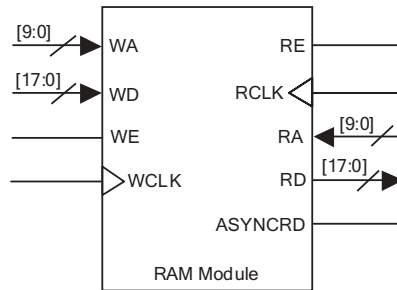 [9:0]
WA
RE
[17:0]
WD
RCLK
[9:0]
WE
RA
[17:0]
WCLK
RD
ASYNCRD
RAM Module